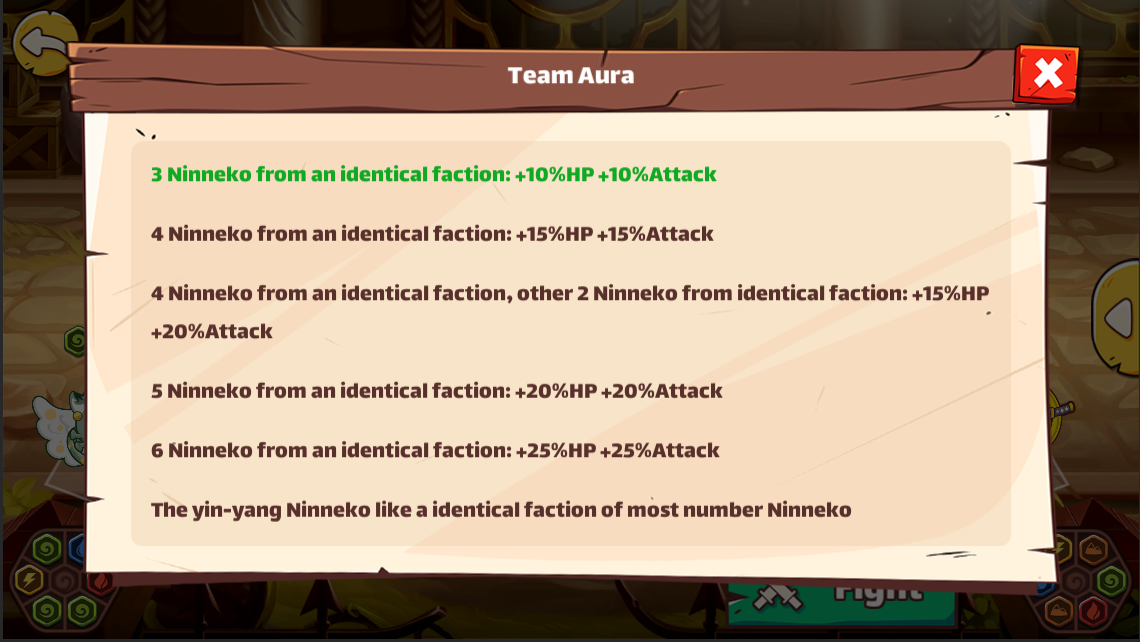 Team Aura
3 Ninneko from an identical faction: +10%HP +10%Attack
4 Ninneko from an identical faction: +15%HP +15%Attack
4 Ninneko from an identical faction, other 2 Ninneko from identical faction: +15%HP
+20%Attack
5 Ninneko from an identical faction: +20%HP +20%Attack
6 Ninneko from an identical faction: +25%HP +25%Attack
The yin-yang Ninneko like a identical faction of most number Ninneko
Fight